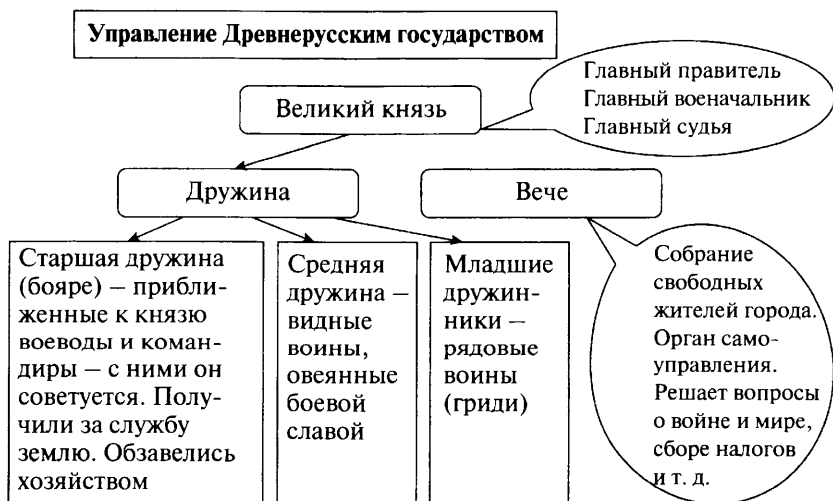 Управление Древнерусским государством
Главный правитель
Главный военачальник
Главный судья
Великий князь
Дружина
Вече
Старшая дружина
(бояре) – прибли-
женные к князю
воеводы и коман-
диры – с ними он
советуется. Полу-
чили за службу
землю. Обзавелись
хозяйством
Средняя
дружина –
видные
воины,
овеянные
боевой
славой
Младшие
дружин-
ники –
рядовые
воины
(гриди)
Собрание
свободных
жителей города.
Орган само-
управления.
Решает вопросы
о войне и мире,
сборе налогов
и т. д.